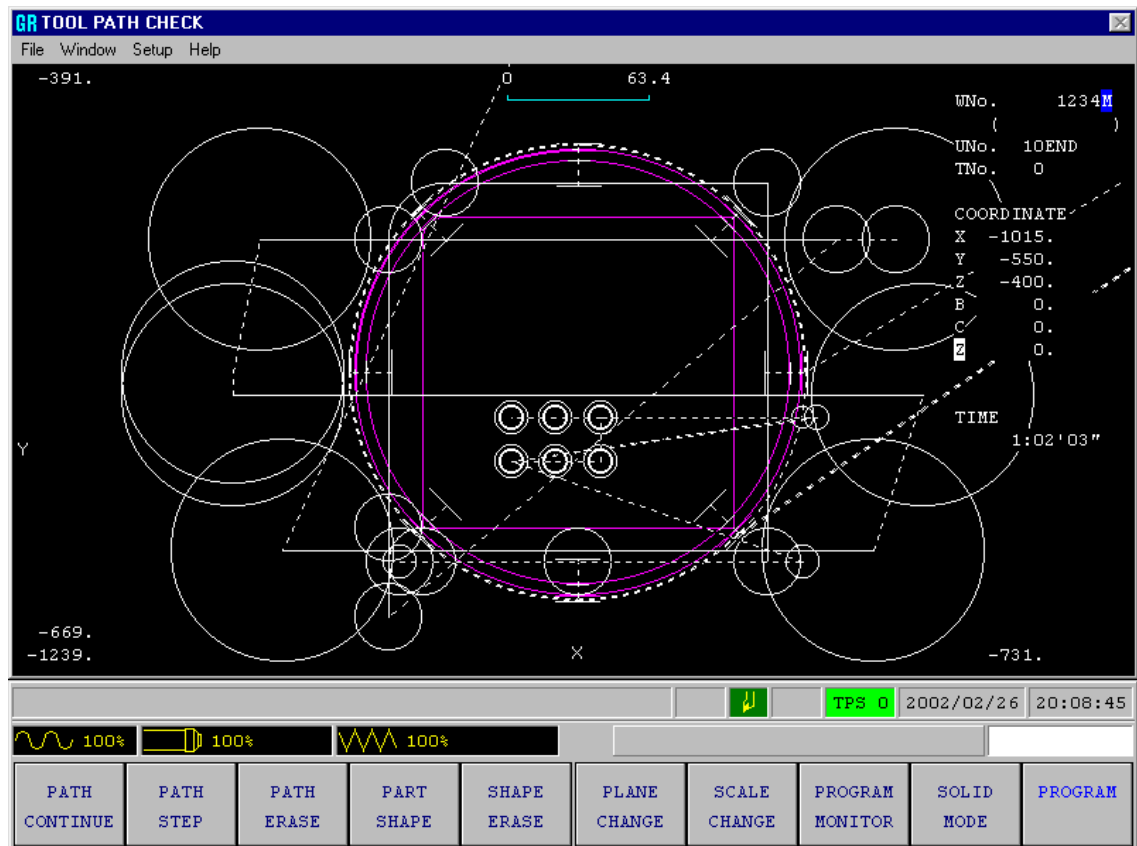 GR TOOL PATH CHECK
File Window Setup Help
-391. 0 63.4
WNo. 1234M
( )
UNo. 10END
TNo. 0
COORDINATE
X -1015.
Y -550.
Z -400.
B 0.
C 0.
Z 0.
TIME
1:02'03"
Y
-669.
-1239. X -731.
TPS 0 2002/02/26 20:08:45
100% 100% 100%
PATH CONTINUE
PATH STEP
PATH ERASE
PART SHAPE
SHAPE ERASE
PLANE CHANGE
SCALE CHANGE
PROGRAM MONITOR
SOLID MODE
PROGRAM